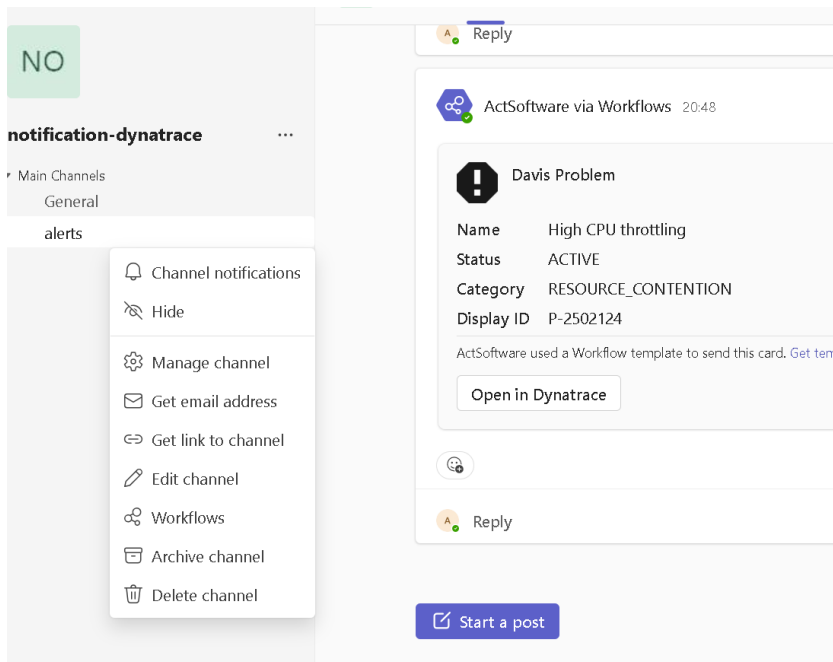 NO
notification-dynatrace
Main Channels
General
alerts
Channel notifications
Hide
Manage channel
Get email address
Get link to channel
Edit channel
Workflows
Archive channel
Delete channel
A Reply
ActSoftware via Workflows 20:48
Davis Problem
Name High CPU throttling
Status ACTIVE
Category RESOURCE_CONTENTION
Display ID P-2502124
ActSoftware used a Workflow template to send this card. Get
Open in Dynatrace
A Reply
Start a post